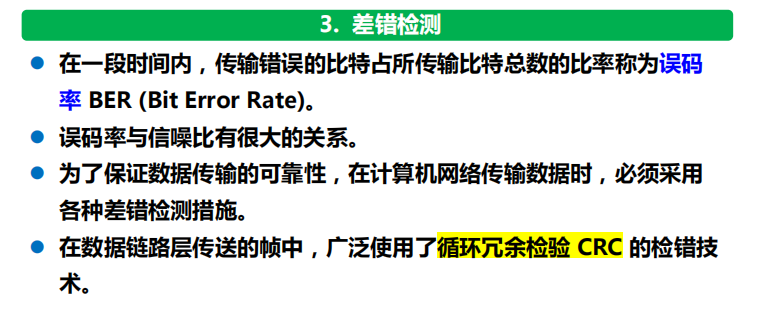 3. 差错检测
● 在一段时间内，传输错误的比特占所传输比特总数的比率称为误码
率 BER (Bit Error Rate)。
● 误码率与信噪比有很大的关系。
● 为了保证数据传输的可靠性，在计算机网络传输数据时，必须采用
各种差错检测措施。
● 在数据链路层传送的帧中，广泛使用了循环冗余检验 CRC 的检错技
术。